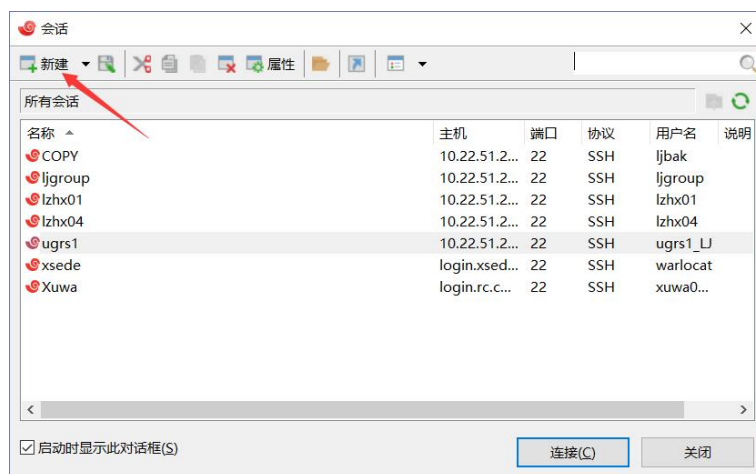 会话
新建 属性
所有会话
名称 主机 端口 协议 用户名 说明
COPY 10.22.51.2... 22 SSH ljbak
ljgroup 10.22.51.2... 22 SSH ljgroup
lzhx01 10.22.51.2... 22 SSH lzhx01
lzhx04 10.22.51.2... 22 SSH lzhx04
ugrs1 10.22.51.2... 22 SSH ugrs1_LJ
xsede login.xsed... 22 SSH warlocat
Xuwa login.rc.c... 22 SSH xuwa0...
启动时显示此对话框(S)
连接(C) 关闭